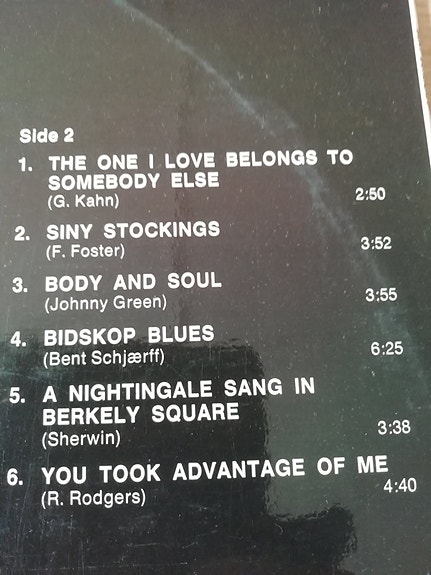 Side 2
1. THE ONE I LOVE BELONGS TO
SOMEBODY ELSE
(G. Kahn) 2:50
2. SINY STOCKINGS
(F. Foster) 3:52
3. BODY AND SOUL
(Johnny Green) 3:55
4. BIDSKOP BLUES
(Bent Schjærff) 6:25
5. A NIGHTINGALE SANG IN
BERKELY SQUARE
(Sherwin) 3:38
6. YOU TOOK ADVANTAGE OF ME
(R. Rodgers) 4:40